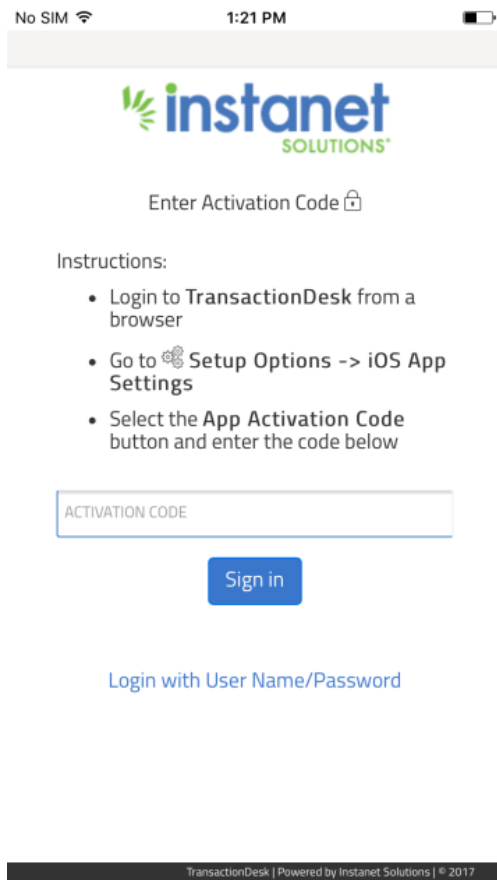 No SIM 1:21 PM
instanet
SOLUTIONS
Enter Activation Code
Instructions:
• Login to TransactionDesk from a
browser
• Go to Setup Options -> iOS App
Settings
• Select the App Activation Code
button and enter the code below
ACTIVATION CODE
Sign in
Login with User Name/Password
TransactionDesk | Powered by Instanet Solutions | © 2017